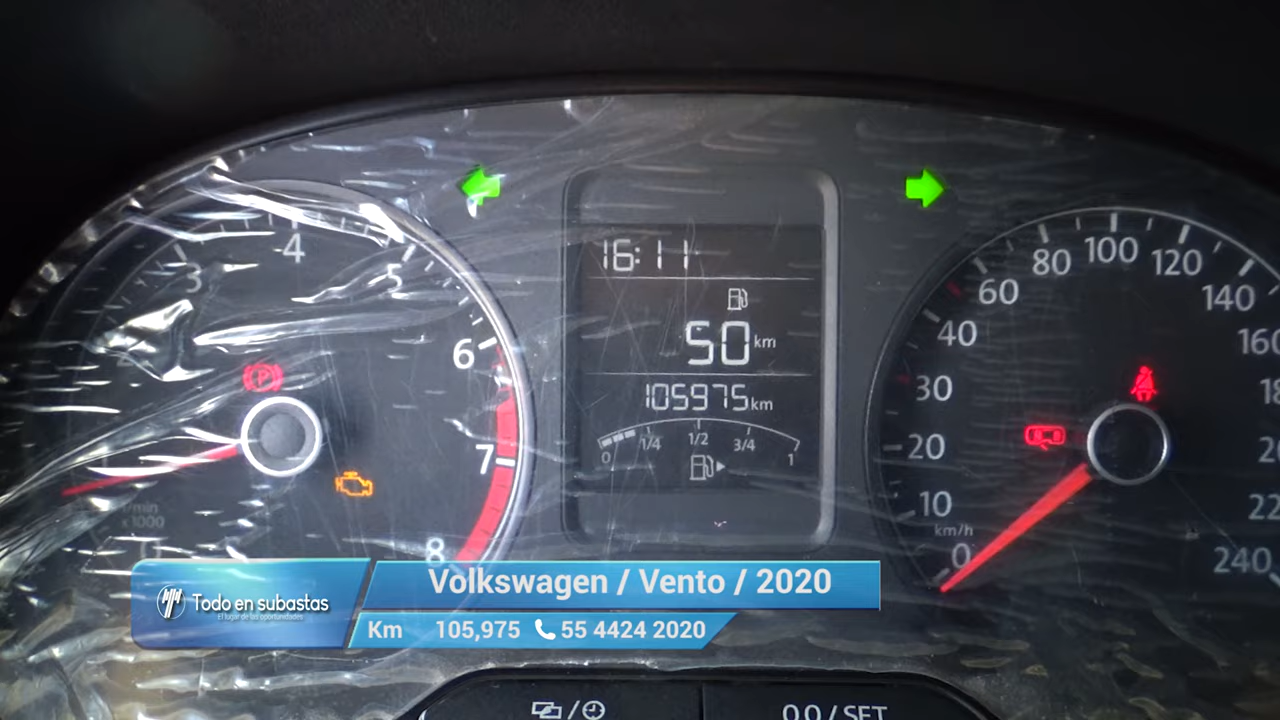 16:11
50 km
105975 km
0 1/4 1/2 3/4 1
3 4 5 6 7 8
x1000
P
0 10 20 30 40 60 80 100 120 140
240
km/h
Volkswagen / Vento / 2020
Todo en subastas
El lugar de las oportunidades
Km 105,975 55 4424 2020
0.0 / SET